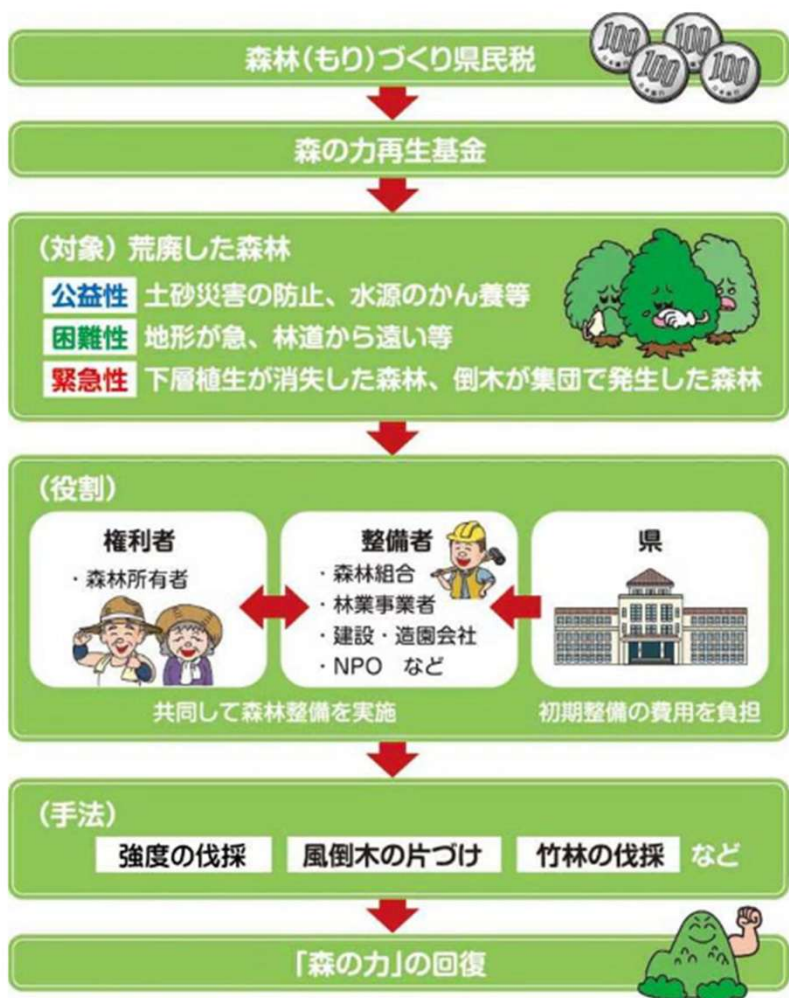 森林(もり)づくり県民税
100
100
100
100
森の力再生基金
(対象)荒廃した森林
公益性 土砂災害の防止、水源のかん養等
困難性 地形が急、林道から遠い等
緊急性 下層植生が消失した森林、倒木が集団で発生した森林
(役割)
権利者
・森林所有者
整備者
・森林組合
・林業事業者
・建設・造園会社
・NPO など
県
共同して森林整備を実施
初期整備の費用を負担
(手法)
強度の伐採 風倒木の片づけ 竹林の伐採 など
「森の力」の回復